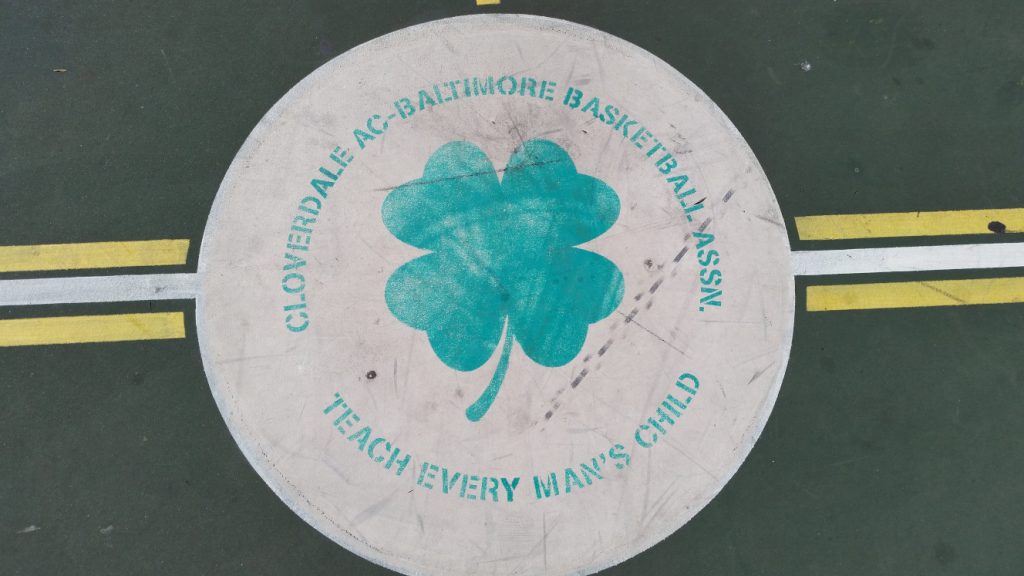 CLOVERDALE AC-BALTIMORE BASKETBALL ASSN.
TEACH EVERY MAN'S CHILD